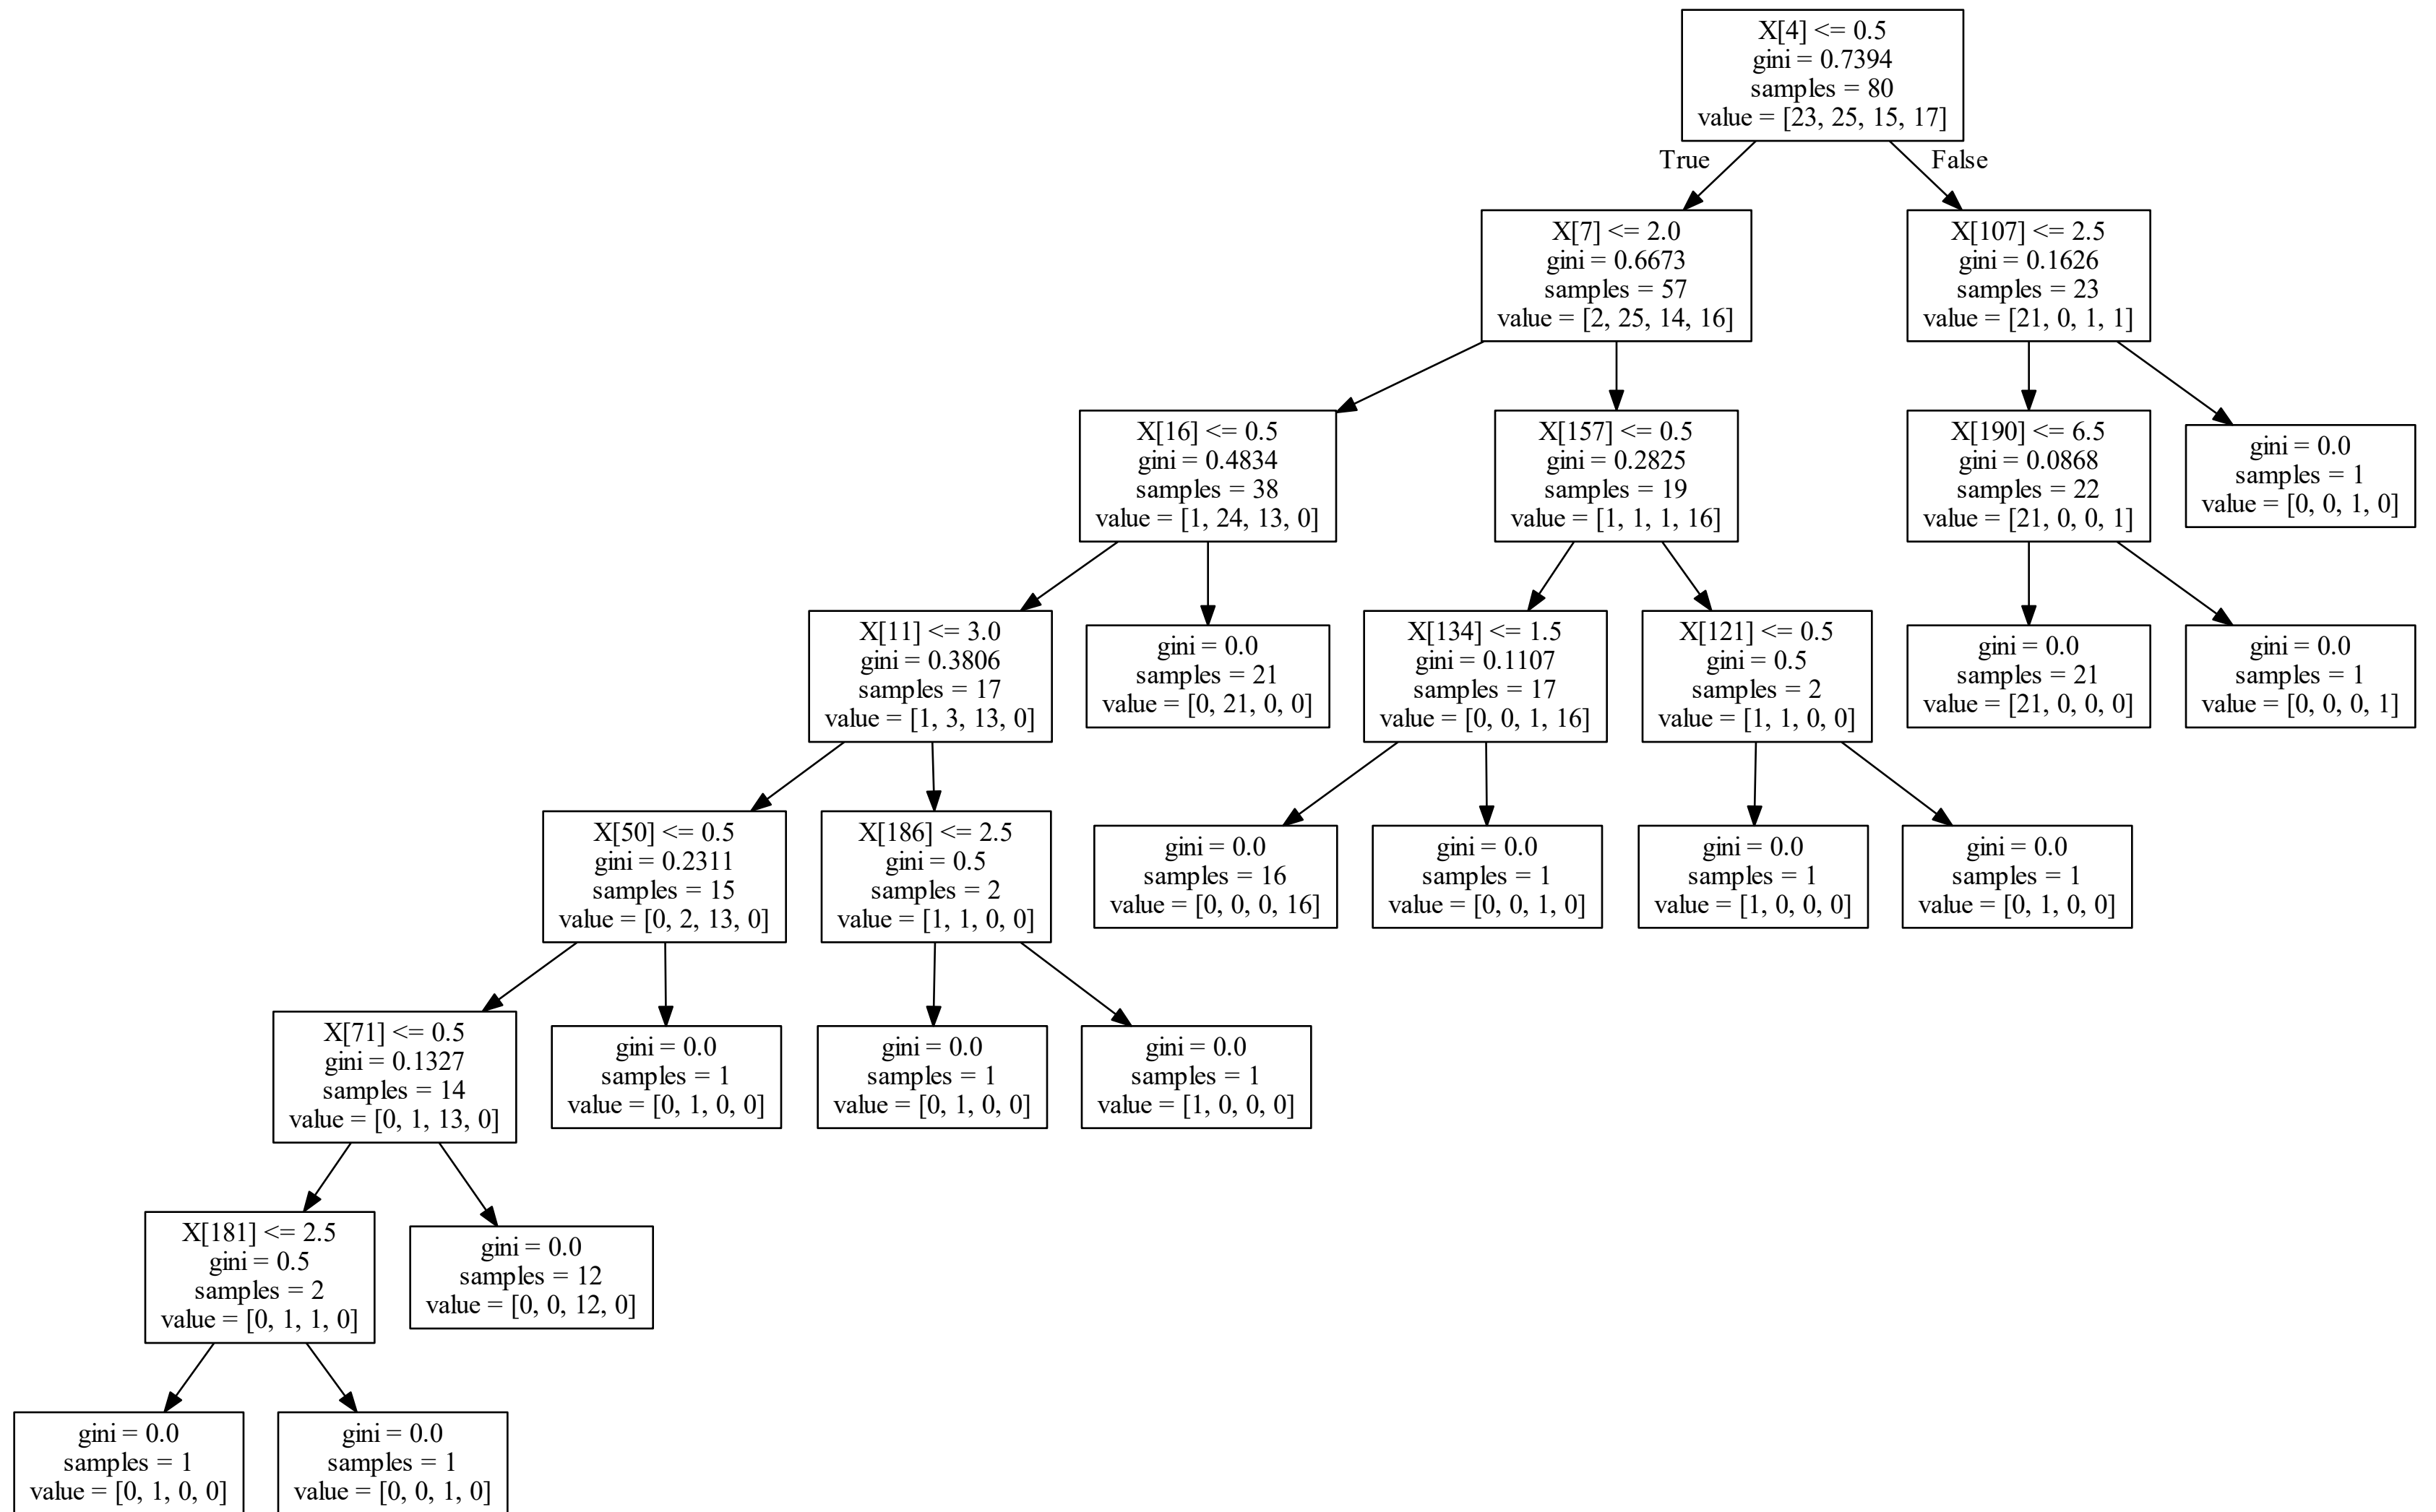 X[4] <= 0.5
gini = 0.7394
samples = 80
value = [23, 25, 15, 17]
True
False
X[7] <= 2.0
gini = 0.6673
samples = 57
value = [2, 25, 14, 16]
X[107] <= 2.5
gini = 0.1626
samples = 23
value = [21, 0, 1, 1]
X[16] <= 0.5
gini = 0.4834
samples = 38
value = [1, 24, 13, 0]
X[157] <= 0.5
gini = 0.2825
samples = 19
value = [1, 1, 1, 16]
X[190] <= 6.5
gini = 0.0868
samples = 22
value = [21, 0, 0, 1]
gini = 0.0
samples = 1
value = [0, 0, 1, 0]
X[11] <= 3.0
gini = 0.3806
samples = 17
value = [1, 3, 13, 0]
gini = 0.0
samples = 21
value = [0, 21, 0, 0]
X[134] <= 1.5
gini = 0.1107
samples = 17
value = [0, 0, 1, 16]
X[121] <= 0.5
gini = 0.5
samples = 2
value = [1, 1, 0, 0]
gini = 0.0
samples = 21
value = [21, 0, 0, 0]
gini = 0.0
samples = 1
value = [0, 0, 0, 1]
X[50] <= 0.5
gini = 0.2311
samples = 15
value = [0, 2, 13, 0]
X[186] <= 2.5
gini = 0.5
samples = 2
value = [1, 1, 0, 0]
gini = 0.0
samples = 16
value = [0, 0, 0, 16]
gini = 0.0
samples = 1
value = [0, 0, 1, 0]
gini = 0.0
samples = 1
value = [1, 0, 0, 0]
gini = 0.0
samples = 1
value = [0, 1, 0, 0]
X[71] <= 0.5
gini = 0.1327
samples = 14
value = [0, 1, 13, 0]
gini = 0.0
samples = 1
value = [0, 1, 0, 0]
gini = 0.0
samples = 1
value = [0, 1, 0, 0]
gini = 0.0
samples = 1
value = [1, 0, 0, 0]
X[181] <= 2.5
gini = 0.5
samples = 2
value = [0, 1, 1, 0]
gini = 0.0
samples = 12
value = [0, 0, 12, 0]
gini = 0.0
samples = 1
value = [0, 1, 0, 0]
gini = 0.0
samples = 1
value = [0, 0, 1, 0]